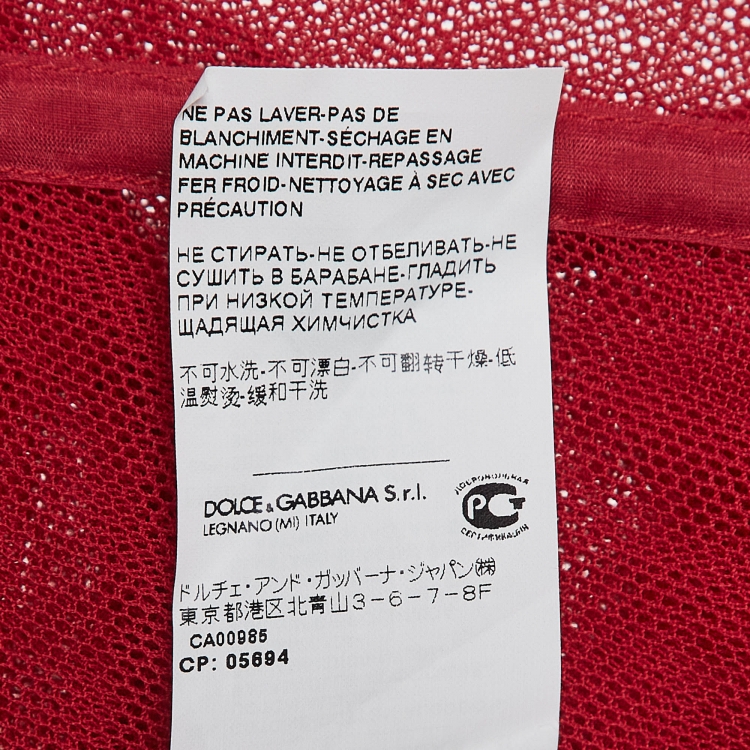 NE PAS LAVER-PAS DE
BLANCHIMENT-SÉCHAGE EN
MACHINE INTERDIT-REPASSAGE
FER FROID-NETTOYAGE À SEC AVEC
PRÉCAUTION
НЕ СТИРАТЬ-НЕ ОТБЕЛИВАТЬ-НЕ
СУШИТЬ В БАРАБАНЕ-ГЛАДИТЬ
ПРИ НИЗКОЙ ТЕМПЕРАТУРЕ-
ЩАДЯЩАЯ ХИМЧИСТКА
不可水洗-不可漂白-不可翻转干燥-低
温熨烫-缓和干洗
DOLCE & GABBANA S.r.l.
LEGNANO (MI) ITALY
РСТ
ドルチェ・アンド・ガッバーナ・ジャパン㈱
東京都港区北青山3-6-7-8F
CA00985
CP: 05694